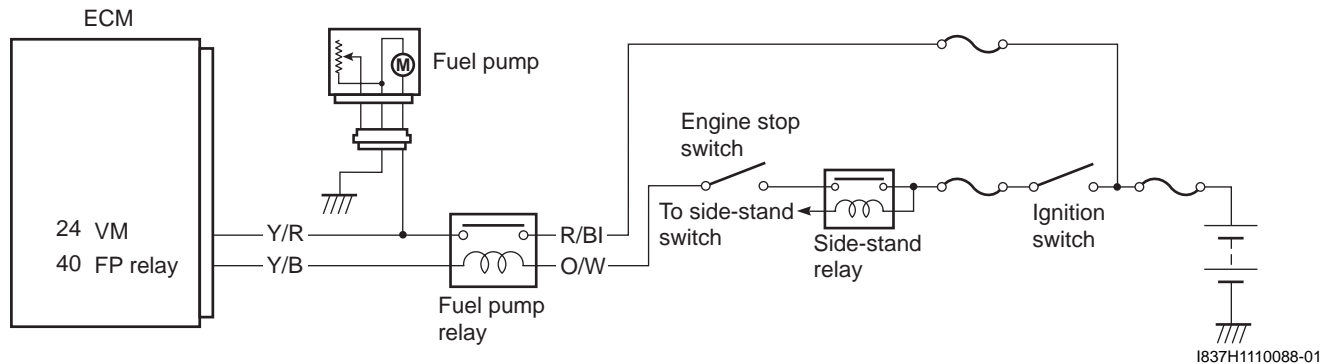 ECM
M
Fuel pump
Engine stop
switch
24 VM
40 FP relay
Y/R
Y/B
R/Bl
O/W
Fuel pump
relay
To side-stand
switch
Side-stand
relay
Ignition
switch
I837H1110088-01